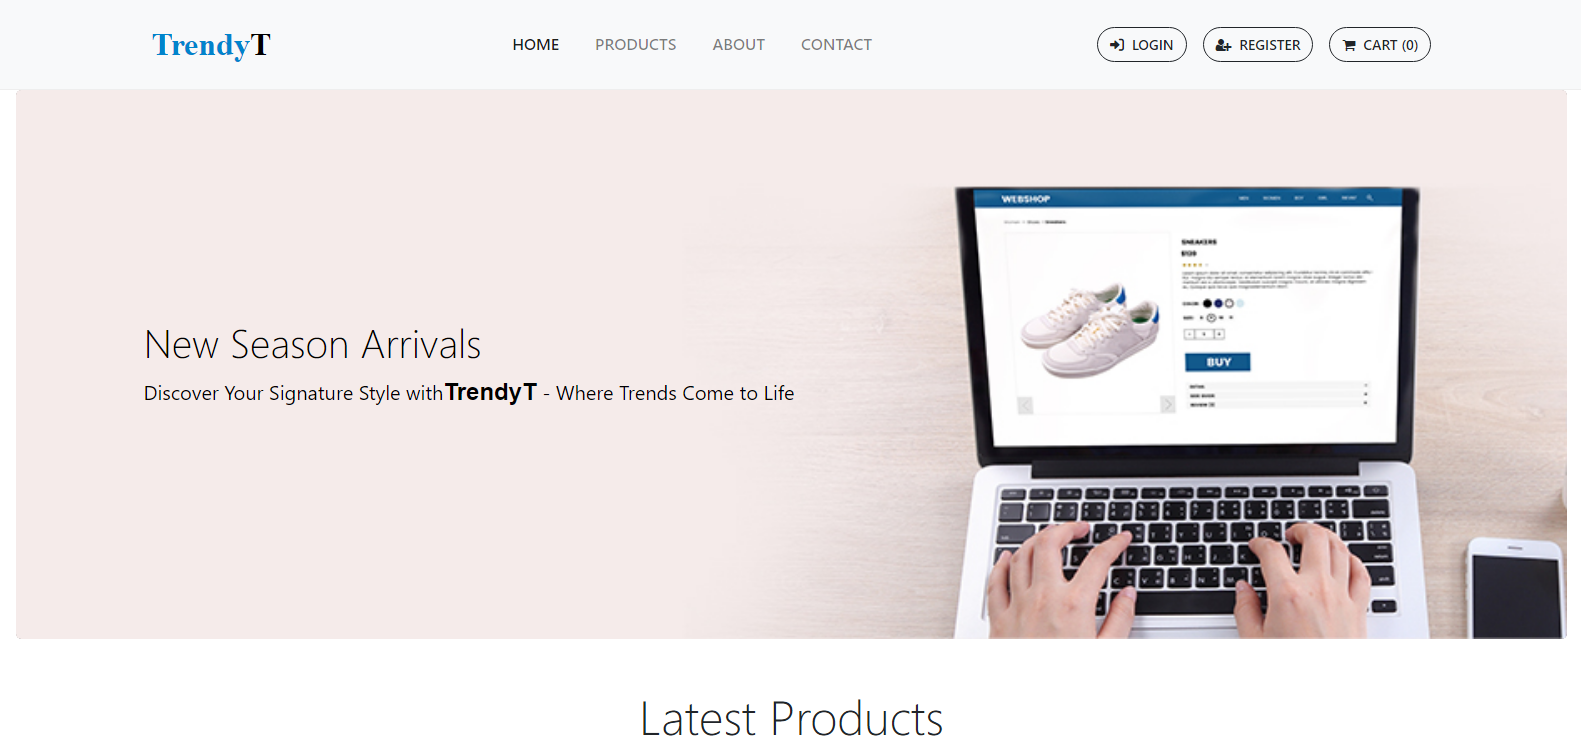 TrendyT
HOME PRODUCTS ABOUT CONTACT
LOGIN REGISTER CART (0)
WEBSHOP
SNEAKERS
$129
New Season Arrivals
Discover Your Signature Style with TrendyT - Where Trends Come to Life
BUY
Latest Products